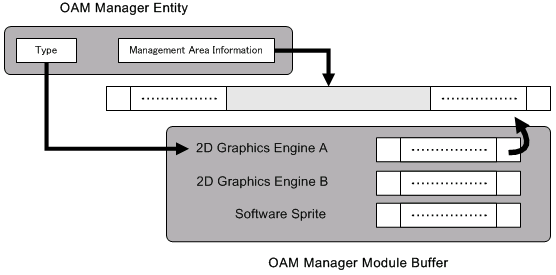 OAM Manager Entity
Type
Management Area Information
2D Graphics Engine A
2D Graphics Engine B
Software Sprite
OAM Manager Module Buffer